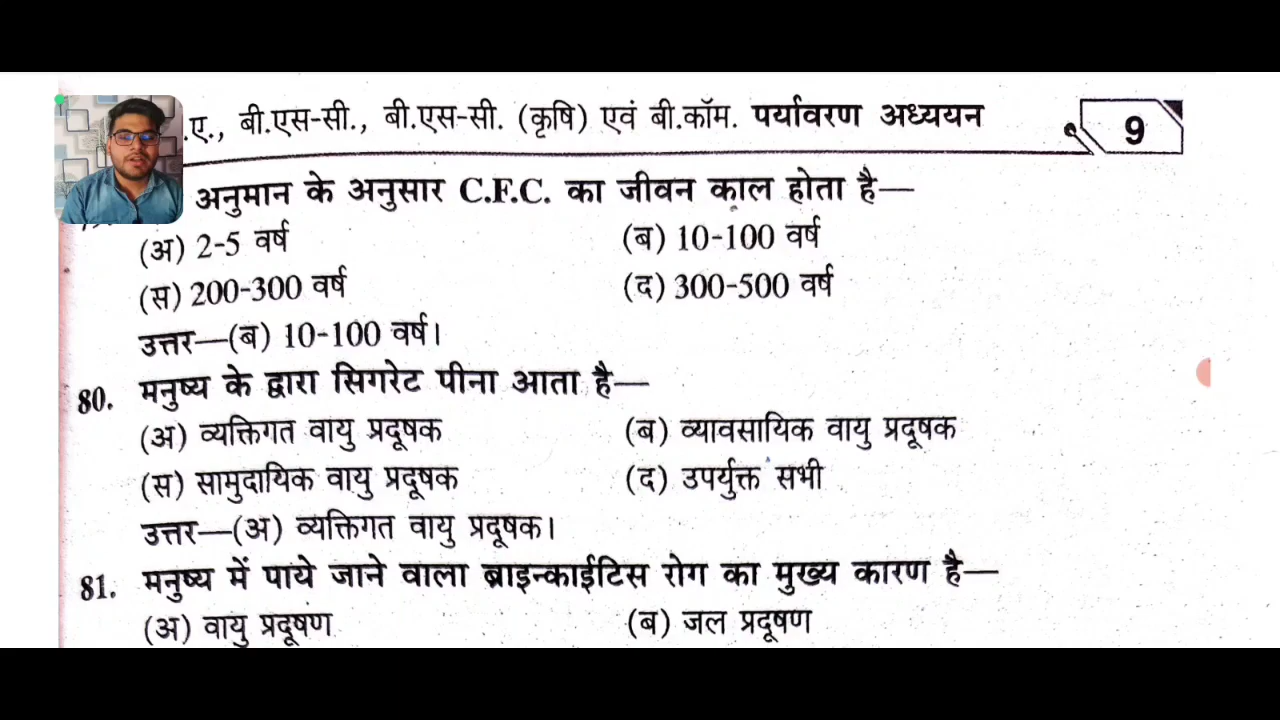 .ए., बी.एस-सी., बी.एस-सी. (कृषि) एवं बी.कॉम. पर्यावरण अध्ययन
9
अनुमान के अनुसार C.F.C. का जीवन काल होता है—
(अ) 2-5 वर्ष (ब) 10-100 वर्ष
(स) 200-300 वर्ष (द) 300-500 वर्ष
उत्तर—(ब) 10-100 वर्ष।
80. मनुष्य के द्वारा सिगरेट पीना आता है—
(अ) व्यक्तिगत वायु प्रदूषक (ब) व्यावसायिक वायु प्रदूषक
(स) सामुदायिक वायु प्रदूषक (द) उपर्युक्त सभी
उत्तर—(अ) व्यक्तिगत वायु प्रदूषक।
81. मनुष्य में पाये जाने वाला ब्राइन्काईटिस रोग का मुख्य कारण है—
(अ) वायु प्रदूषण (ब) जल प्रदूषण